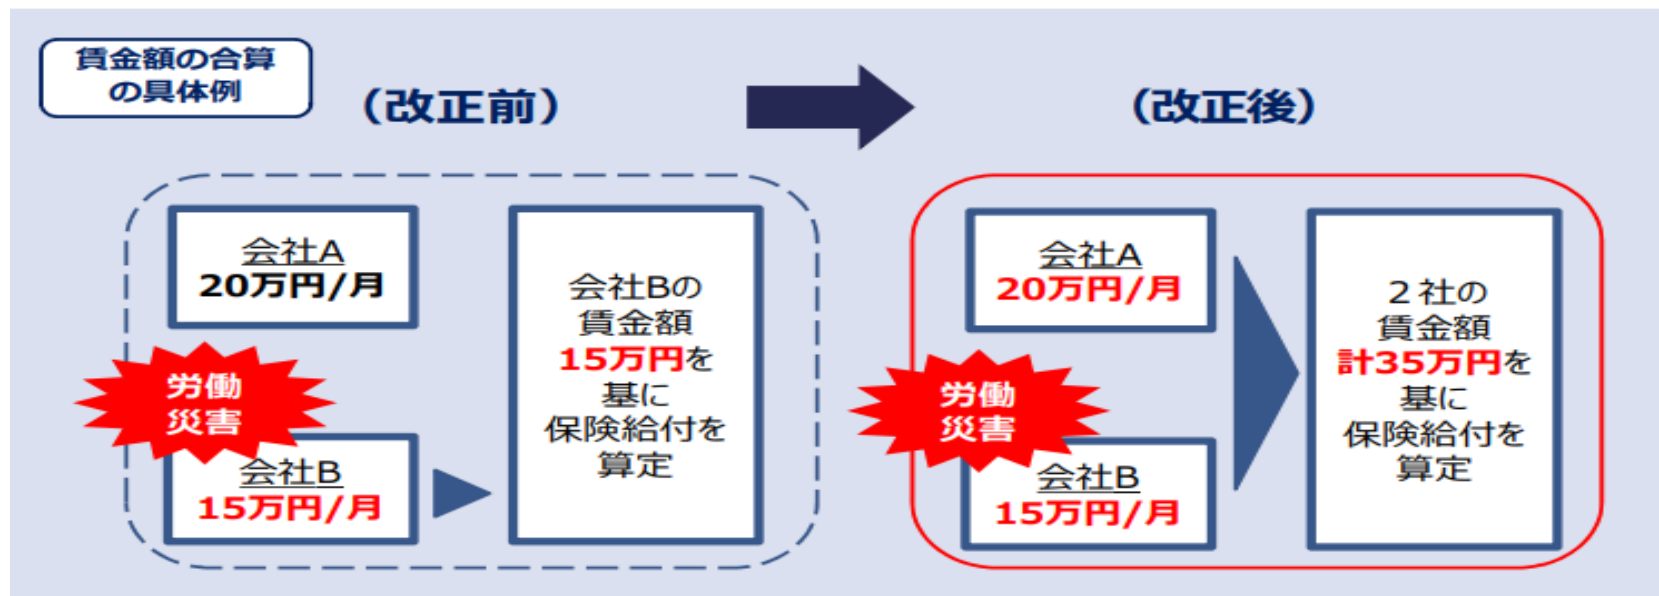 賃金額の合算
の具体例
（改正前）
（改正後）
会社A
20万円/月
労働
災害
会社B
15万円/月
会社Bの
賃金額
15万円を
基に
保険給付を
算定
会社A
20万円/月
労働
災害
会社B
15万円/月
２社の
賃金額
計35万円を
基に
保険給付を
算定